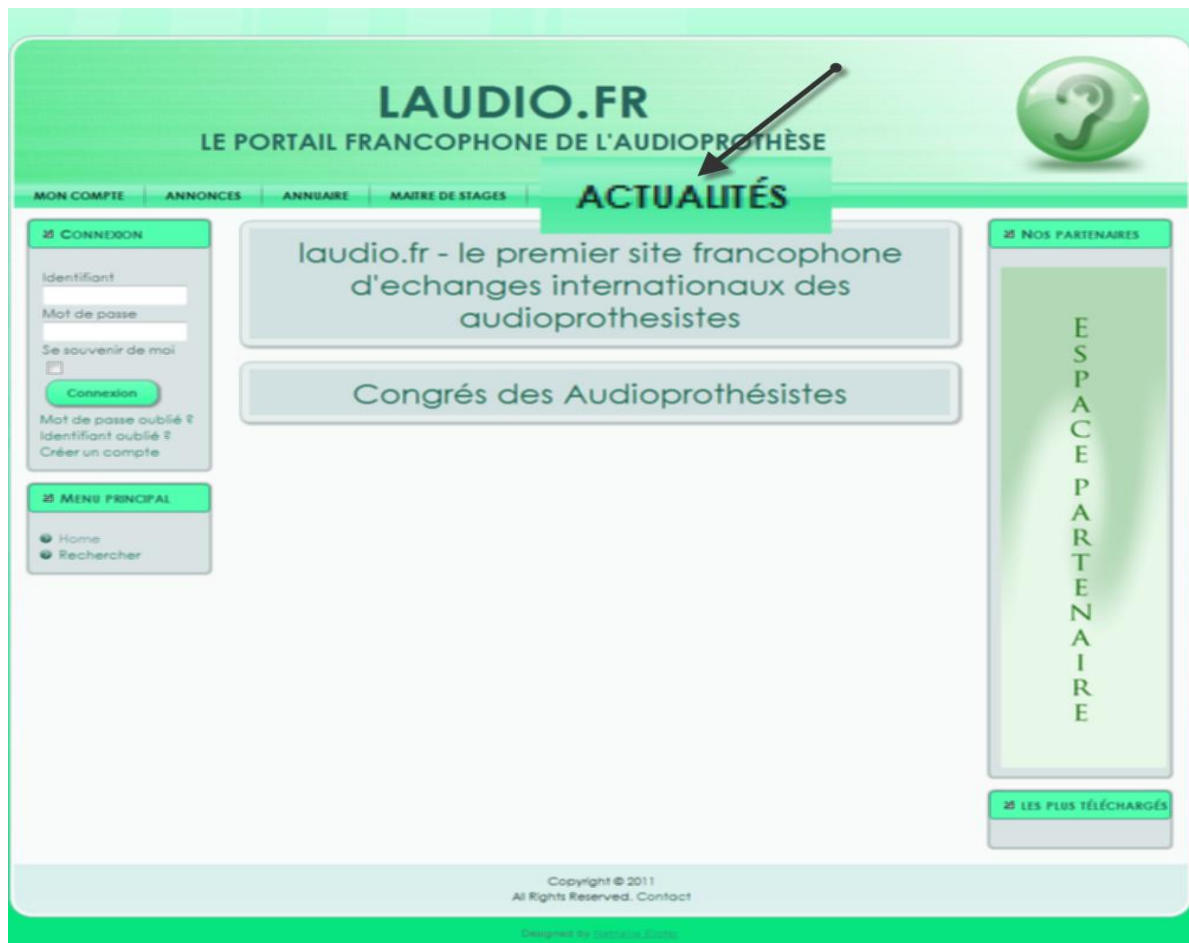 LAUDIO.FR
LE PORTAIL FRANCOPHONE DE L'AUDIOPROTHÈSE
MON COMPTE ANNONCES ANNUAIRE MAITRE DE STAGES ACTUALITÉS
CONNEXION
Identifiant
Mot de passe
Se souvenir de moi
Connexion
Mot de passe oublié ?
Identifiant oublié ?
Créer un compte
MENU PRINCIPAL
Home
Rechercher
laudio.fr - le premier site francophone
d'echanges internationaux des
audioprothesistes
Congrés des Audioprothésistes
NOS PARTENAIRES
ESPACE PARTENAIRE
LES PLUS TÉLÉCHARGÉS
Copyright © 2011
All Rights Reserved. Contact
Designed by